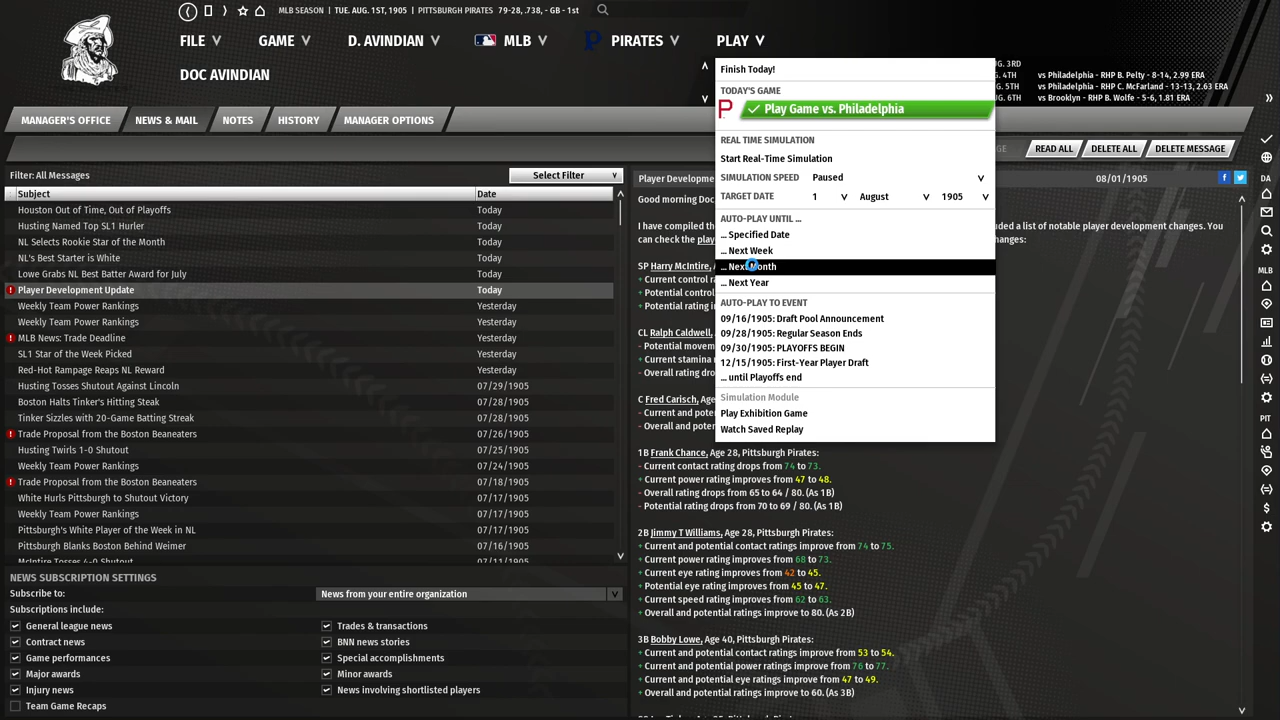 MLB SEASON | TUE. AUG. 1ST, 1905 | PITTSBURGH PIRATES 79-28, .738, - GB - 1st
FILE GAME D. AVINDIAN MLB PIRATES PLAY
DOC AVINDIAN
MANAGER'S OFFICE NEWS & MAIL NOTES HISTORY MANAGER OPTIONS
G. 3RD
G. 4TH vs Philadelphia - RHP B. Pelty - 8-14, 2.99 ERA
G. 5TH vs Philadelphia - RHP C. McFarland - 13-13, 2.63 ERA
G. 6TH vs Brooklyn - RHP B. Wolfe - 5-6, 1.81 ERA
Finish Today!
TODAY'S GAME
P Play Game vs. Philadelphia
REAL TIME SIMULATION
Start Real-Time Simulation
SIMULATION SPEED Paused
TARGET DATE 1 August 1905
AUTO-PLAY UNTIL ...
... Specified Date
... Next Week
... Next Month
... Next Year
AUTO-PLAY TO EVENT
09/16/1905: Draft Pool Announcement
09/28/1905: Regular Season Ends
09/30/1905: PLAYOFFS BEGIN
12/15/1905: First-Year Player Draft
... until Playoffs end
Simulation Module
Play Exhibition Game
Watch Saved Replay
GE READ ALL DELETE ALL DELETE MESSAGE
Filter: All Messages Select Filter
Subject Date
Houston Out of Time, Out of Playoffs Today
Husting Named Top SL1 Hurler Today
NL Selects Rookie Star of the Month Today
NL's Best Starter is White Today
Lowe Grabs NL Best Batter Award for July Today
Player Development Update Today
Weekly Team Power Rankings Yesterday
Weekly Team Power Rankings Yesterday
MLB News: Trade Deadline Yesterday
SL1 Star of the Week Picked Yesterday
Red-Hot Rampage Reaps NL Reward Yesterday
Husting Tosses Shutout Against Lincoln 07/29/1905
Boston Halts Tinker's Hitting Streak 07/28/1905
Tinker Sizzles with 20-Game Batting Streak 07/28/1905
Trade Proposal from the Boston Beaneaters 07/26/1905
Husting Twirls 1-0 Shutout 07/25/1905
Weekly Team Power Rankings 07/24/1905
Trade Proposal from the Boston Beaneaters 07/18/1905
White Hurls Pittsburgh to Shutout Victory 07/17/1905
Weekly Team Power Rankings 07/17/1905
Pittsburgh's White Player of the Week in NL 07/17/1905
Pittsburgh Blanks Boston Behind Weimer 07/16/1905
McIntire Tosses 4-0 Shutout 07/11/1905
NEWS SUBSCRIPTION SETTINGS
Subscribe to: News from your entire organization
Subscriptions include:
General league news Trades & transactions
Contract news BNN news stories
Game performances Special accomplishments
Major awards Minor awards
Injury news News involving shortlisted players
Team Game Recaps
Player Developme 08/01/1905
Good morning Doc
I have compiled th uded a list of notable player development changes. You
can check the play anges:
SP Harry McIntire, A
+ Current control ra
+ Potential control
+ Potential rating i
CL Ralph Caldwell,
- Potential movem
+ Current stamina
- Overall rating dro
C Fred Carisch, Age
- Current and pote
- Overall and poten
1B Frank Chance, Age 28, Pittsburgh Pirates:
- Current contact rating drops from 74 to 73.
+ Current power rating improves from 47 to 48.
- Overall rating drops from 65 to 64 / 80. (As 1B)
- Potential rating drops from 70 to 69 / 80. (As 1B)
2B Jimmy T Williams, Age 28, Pittsburgh Pirates:
+ Current and potential contact ratings improve from 74 to 75.
+ Current power rating improves from 68 to 73.
+ Current eye rating improves from 42 to 45.
+ Potential eye rating improves from 45 to 47.
+ Current speed rating improves from 62 to 63.
+ Overall and potential ratings improve to 80. (As 2B)
3B Bobby Lowe, Age 40, Pittsburgh Pirates:
+ Current and potential contact ratings improve from 53 to 54.
+ Current and potential power ratings improve from 76 to 77.
+ Current and potential eye ratings improve from 47 to 49.
+ Overall and potential ratings improve to 60. (As 3B)
DA
MLB
PIT